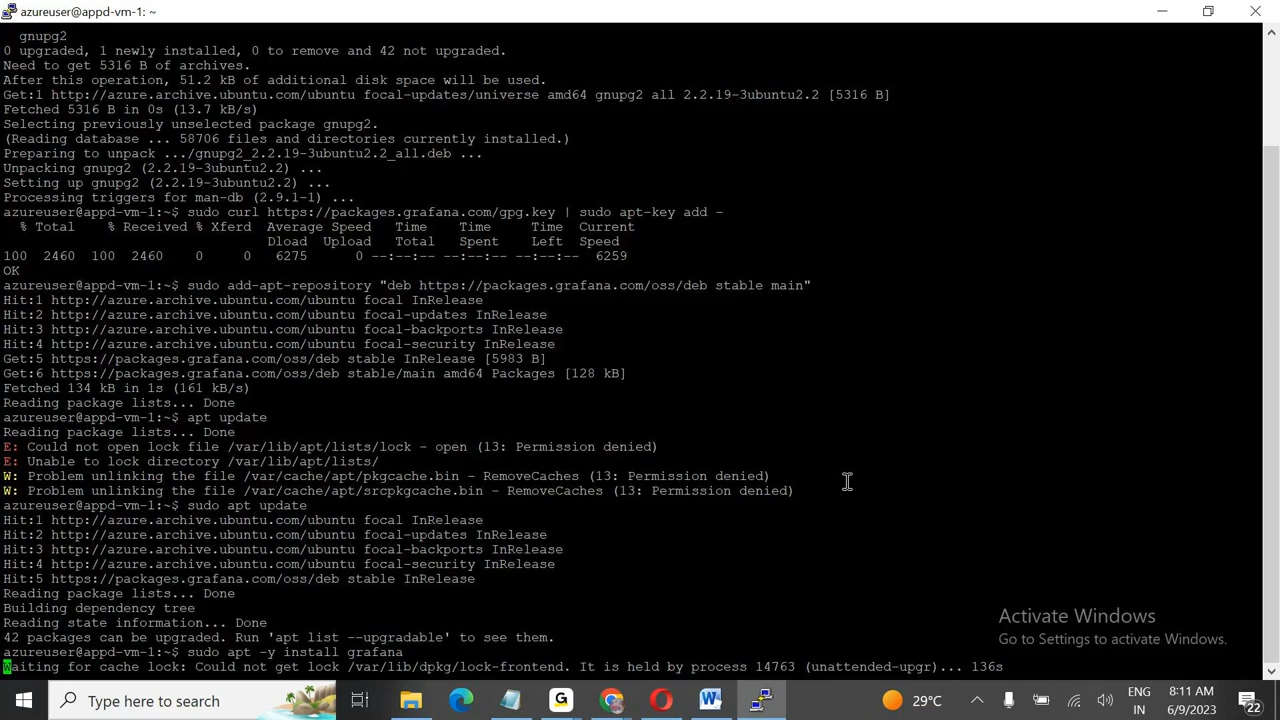 azureuser@appd-vm-1: ~
gnupg2
0 upgraded, 1 newly installed, 0 to remove and 42 not upgraded.
Need to get 5316 B of archives.
After this operation, 51.2 kB of additional disk space will be used.
Get:1 http://azure.archive.ubuntu.com/ubuntu focal-updates/universe amd64 gnupg2 all 2.2.19-3ubuntu2.2 [5316 B]
Fetched 5316 B in 0s (13.7 kB/s)
Selecting previously unselected package gnupg2.
(Reading database ... 58706 files and directories currently installed.)
Preparing to unpack .../gnupg2_2.2.19-3ubuntu2.2_all.deb ...
Unpacking gnupg2 (2.2.19-3ubuntu2.2) ...
Setting up gnupg2 (2.2.19-3ubuntu2.2) ...
Processing triggers for man-db (2.9.1-1) ...
azureuser@appd-vm-1:~$ sudo curl https://packages.grafana.com/gpg.key | sudo apt-key add -
% Total    % Received % Xferd  Average Speed   Time    Time     Time  Current
Dload  Upload   Total   Spent    Left  Speed
100  2460  100  2460    0     0   6275      0 --:--:-- --:--:-- --:--:--  6259
OK
azureuser@appd-vm-1:~$ sudo add-apt-repository "deb https://packages.grafana.com/oss/deb stable main"
Hit:1 http://azure.archive.ubuntu.com/ubuntu focal InRelease
Hit:2 http://azure.archive.ubuntu.com/ubuntu focal-updates InRelease
Hit:3 http://azure.archive.ubuntu.com/ubuntu focal-backports InRelease
Hit:4 http://azure.archive.ubuntu.com/ubuntu focal-security InRelease
Get:5 https://packages.grafana.com/oss/deb stable InRelease [5983 B]
Get:6 https://packages.grafana.com/oss/deb stable/main amd64 Packages [128 kB]
Fetched 134 kB in 1s (161 kB/s)
Reading package lists... Done
azureuser@appd-vm-1:~$ apt update
Reading package lists... Done
E: Could not open lock file /var/lib/apt/lists/lock - open (13: Permission denied)
E: Unable to lock directory /var/lib/apt/lists/
W: Problem unlinking the file /var/cache/apt/pkgcache.bin - RemoveCaches (13: Permission denied)
W: Problem unlinking the file /var/cache/apt/srcpkgcache.bin - RemoveCaches (13: Permission denied)
azureuser@appd-vm-1:~$ sudo apt update
Hit:1 http://azure.archive.ubuntu.com/ubuntu focal InRelease
Hit:2 http://azure.archive.ubuntu.com/ubuntu focal-updates InRelease
Hit:3 http://azure.archive.ubuntu.com/ubuntu focal-backports InRelease
Hit:4 http://azure.archive.ubuntu.com/ubuntu focal-security InRelease
Hit:5 https://packages.grafana.com/oss/deb stable InRelease
Reading package lists... Done
Building dependency tree
Reading state information... Done
42 packages can be upgraded. Run 'apt list --upgradable' to see them.
azureuser@appd-vm-1:~$ sudo apt -y install grafana
Waiting for cache lock: Could not get lock /var/lib/dpkg/lock-frontend. It is held by process 14763 (unattended-upgr)... 136s
Activate Windows
Go to Settings to activate Windows.
Type here to search
G
W
29°C
ENG
IN
8:11 AM
6/9/2023
22